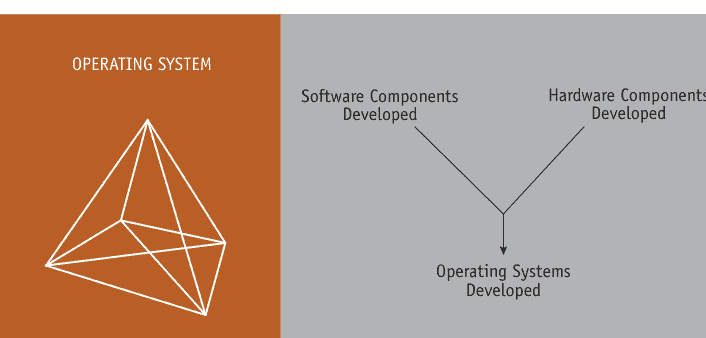 OPERATING SYSTEM
Software Components
Developed
Hardware Components
Developed
Operating Systems
Developed